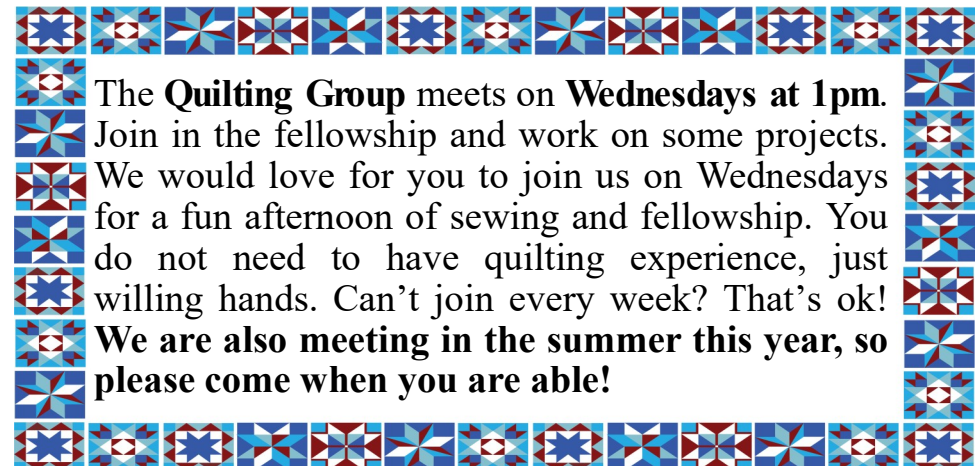 The Quilting Group meets on Wednesdays at 1pm.
Join in the fellowship and work on some projects.
We would love for you to join us on Wednesdays
for a fun afternoon of sewing and fellowship. You
do not need to have quilting experience, just
willing hands. Can’t join every week? That’s ok!
We are also meeting in the summer this year, so
please come when you are able!